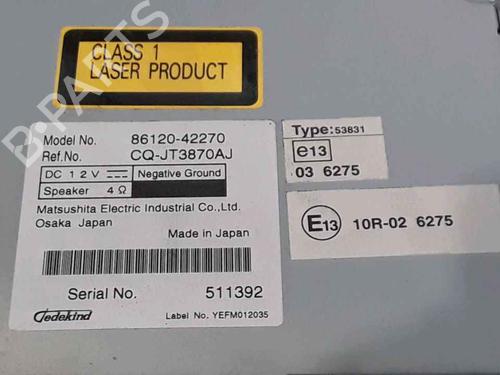 CLASS 1
LASER PRODUCT
Model No. 86120-42270
Ref.No. CQ-JT3870AJ
DC 12V Negative Ground
Speaker 4Ω
Matsushita Electric Industrial Co.,Ltd.
Osaka Japan
Made in Japan
Serial No. 511392
Jedekind
Label No. YEFM012035
Type:53831
e13
03 6275
E13 10R-02 6275
B-PARTS